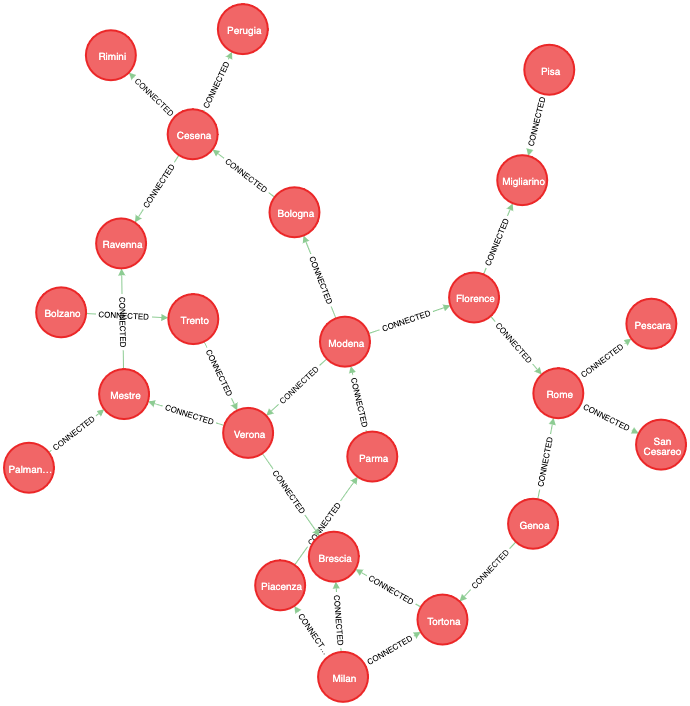 Perugia
Rimini
CONNECTED
CONNECTED
Pisa
CONNECTED
Cesena
CONNECTED
CONNECTED
Migliarino
Bologna
Ravenna
CONNECTED
CONNECTED
Florence
Bolzano
CONNECTED
CONNECTED
Trento
CONNECTED
Modena
CONNECTED
Pescara
CONNECTED
CONNECTED
CONNECTED
Mestre
CONNECTED
CONNECTED
Rome
CONNECTED
Verona
CONNECTED
San
Cesareo
Palman...
Parma
CONNECTED
CONNECTED
CONNECTED
Genoa
Brescia
CONNECTED
Piacenza
CONNECTED
CONNECTED
Tortona
CONNECT...
CONNECTED
Milan